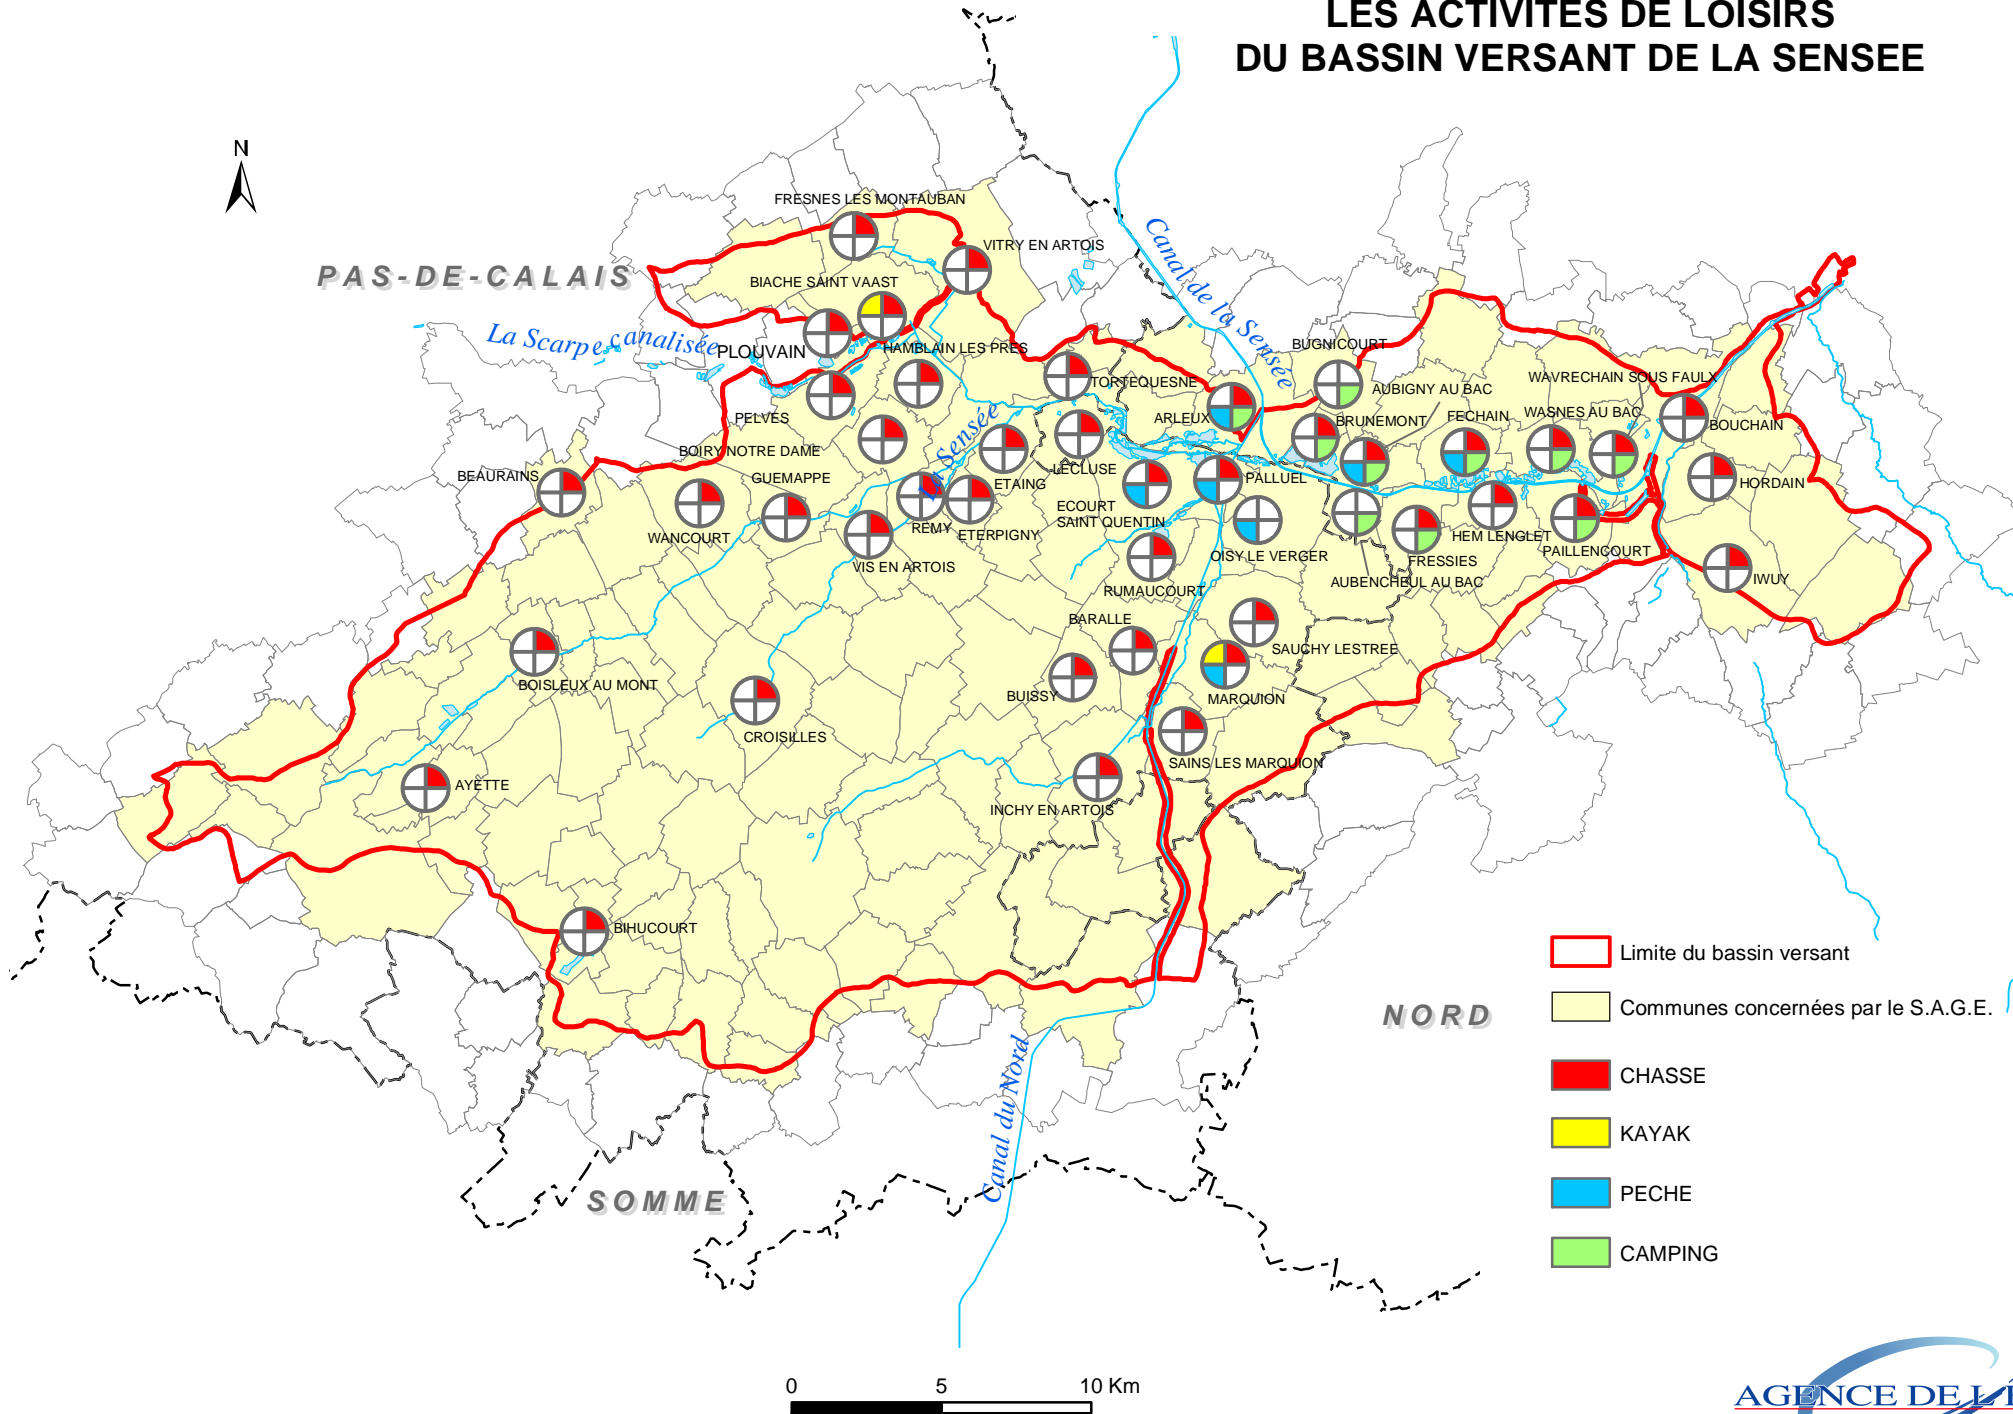 LES ACTIVITES DE LOISIRS
DU BASSIN VERSANT DE LA SENSEE
N
PAS-DE-CALAIS
FRESNES LES MONTAUBAN
VITRY EN ARTOIS
BIACHE SAINT VAAST
Canal de la Sensée
La Scarpe canalisée
PLOUVAIN
HAMBLAIN LES PRES
BUGNICOURT
TORTEQUESNE
AUBIGNY AU BAC
WAVRECHAIN SOUS FAULX
PELVES
ARLEUX
BRUNEMONT
FECHAIN
WASNES AU BAC
BOUCHAIN
BOIRY NOTRE DAME
La Sensée
LECLUSE
BEAURAINS
GUEMAPPE
ETAING
PALLUEL
HORDAIN
ECOURT
SAINT QUENTIN
WANCOURT
REMY
ETERPIGNY
OISY LE VERGER
HEM LENGLET
PAILLENCOURT
VIS EN ARTOIS
FRESSIES
AUBENCHEUL AU BAC
IWUY
RUMAUCOURT
BARALLE
SAUCHY LESTREE
BOISLEUX AU MONT
BUISSY
MARQUION
CROISILLES
SAINS LES MARQUION
AYETTE
INCHY EN ARTOIS
BIHUCOURT
Limite du bassin versant
Communes concernées par le S.A.G.E.
NORD
CHASSE
Canal du Nord
KAYAK
SOMME
PECHE
CAMPING
0 5 10 Km
AGENCE DE L'